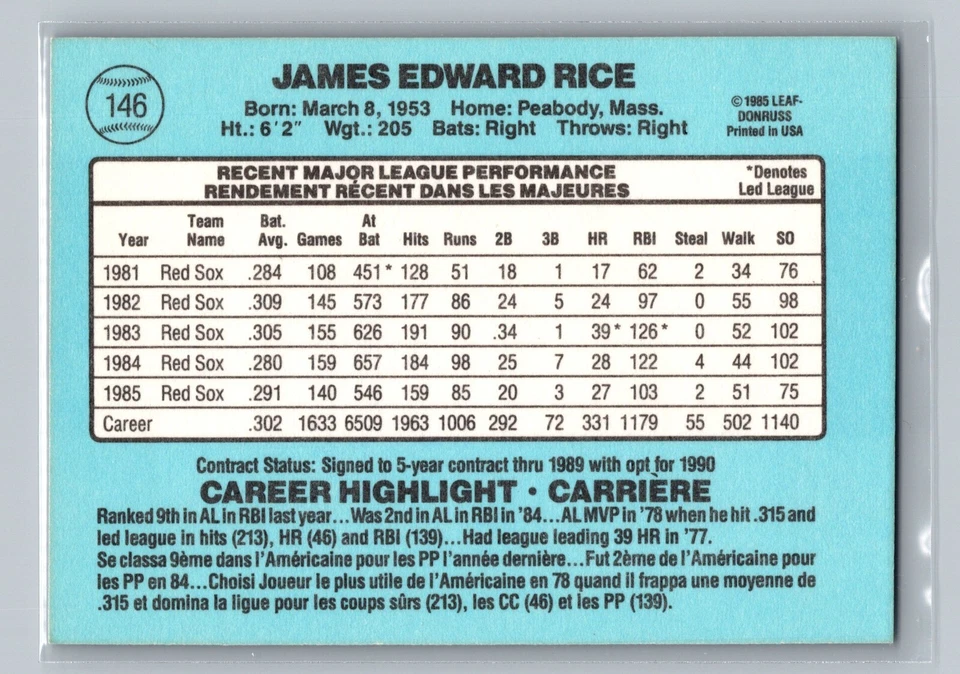 146
JAMES EDWARD RICE
Born: March 8, 1953 Home: Peabody, Mass.
Ht.: 6'2" Wgt.: 205 Bats: Right Throws: Right
©1985 LEAF-
DONRUSS
Printed in USA
RECENT MAJOR LEAGUE PERFORMANCE
RENDEMENT RÉCENT DANS LES MAJEURES
*Denotes
Led League
Year Team Name Bat. Avg. Games At Bat Hits Runs 2B 3B HR RBI Steal Walk SO
1981 Red Sox .284 108 451* 128 51 18 1 17 62 2 34 76
1982 Red Sox .309 145 573 177 86 24 5 24 97 0 55 98
1983 Red Sox .305 155 626 191 90 .34 1 39* 126* 0 52 102
1984 Red Sox .280 159 657 184 98 25 7 28 122 4 44 102
1985 Red Sox .291 140 546 159 85 20 3 27 103 2 51 75
Career .302 1633 6509 1963 1006 292 72 331 1179 55 502 1140
Contract Status: Signed to 5-year contract thru 1989 with opt for 1990
CAREER HIGHLIGHT · CARRIÈRE
Ranked 9th in AL in RBI last year...Was 2nd in AL in RBI in '84...AL MVP in '78 when he hit .315 and
led league in hits (213), HR (46) and RBI (139)...Had league leading 39 HR in '77.
Se classa 9ème dans l'Américaine pour les PP l'année dernière...Fut 2ème de l'Américaine pour
les PP en 84...Choisi Joueur le plus utile de l'Américaine en 78 quand il frappa une moyenne de
.315 et domina la ligue pour les coups sûrs (213), les CC (46) et les PP (139).